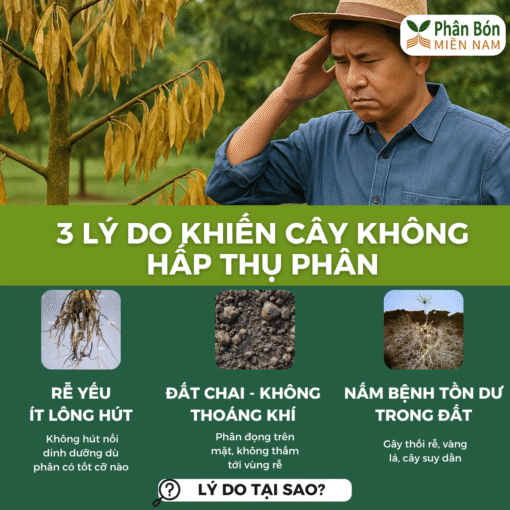 Phân Bón
MIỀN NAM
3 LÝ DO KHIẾN CÂY KHÔNG
HẤP THỤ PHÂN
RỄ YẾU
ÍT LÔNG HÚT
Không hút nổi
dinh dưỡng dù
phân có tốt cỡ nào
ĐẤT CHAI - KHÔNG
THOÁNG KHÍ
Phân đọng trên
mặt, không thấm
tới vùng rễ
NẤM BỆNH TỒN DƯ
TRONG ĐẤT
Gây thối rễ, vàng
lá, cây suy dần
LÝ DO TẠI SAO?